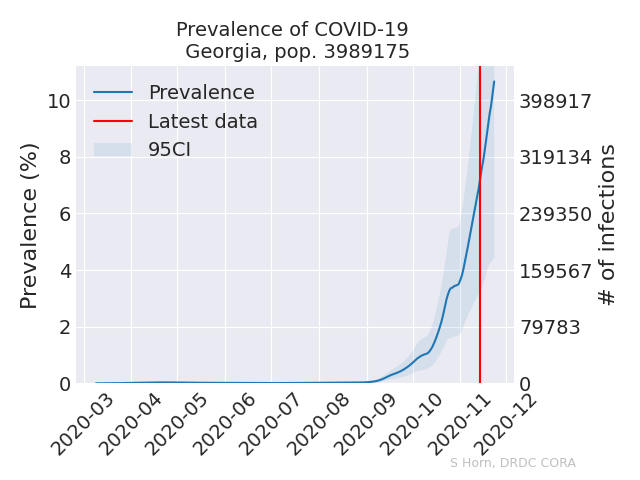 Prevalence of COVID-19
Georgia, pop. 3989175
Prevalence
Latest data
95CI
Prevalence (%)
10
8
6
4
2
0
398917
319134
239350
159567
79783
0
# of infections
2020-03
2020-04
2020-05
2020-06
2020-07
2020-08
2020-09
2020-10
2020-11
2020-12
S Horn, DRDC CORA